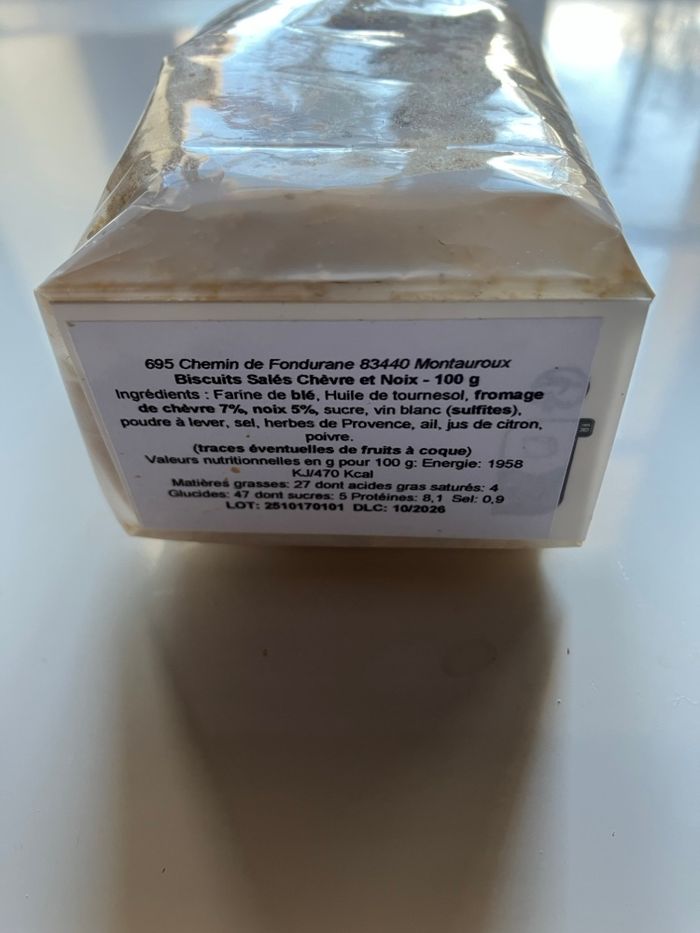 695 Chemin de Fondurane 83440 Montauroux
Biscuits Salés Chèvre et Noix - 100 g
Ingrédients : Farine de blé, Huile de tournesol, fromage
de chèvre 7%, noix 5%, sucre, vin blanc (sulfites),
poudre à lever, sel, herbes de Provence, ail, jus de citron,
poivre.
(traces éventuelles de fruits à coque)
Valeurs nutritionnelles en g pour 100 g: Energie: 1958
KJ/470 Kcal
Matières grasses: 27 dont acides gras saturés: 4
Glucides: 47 dont sucres: 5 Protéines: 8,1 Sel: 0,9
LOT: 2510170101 DLC: 10/2026